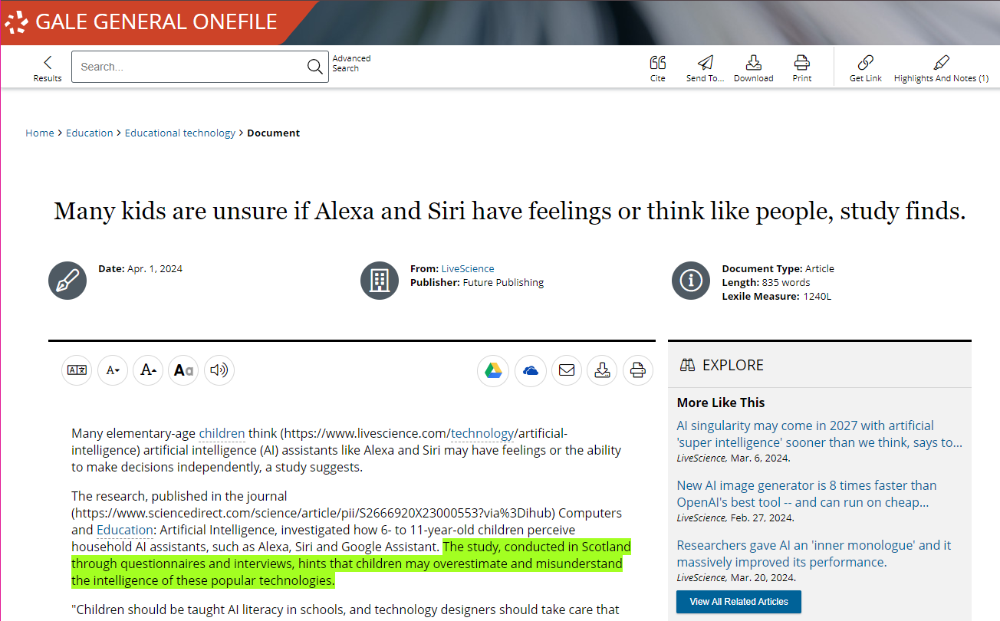 GALE GENERAL ONEFILE
Results
Search...
Advanced
Search
Cite
Send To...
Download
Print
Get Link
Highlights And Notes (1)
Home > Education > Educational technology > Document
Many kids are unsure if Alexa and Siri have feelings or think like people, study finds.
Date: Apr. 1, 2024
From: LiveScience
Publisher: Future Publishing
Document Type: Article
Length: 835 words
Lexile Measure: 1240L
A
A
Aa
Many elementary-age children think (https://www.livescience.com/technology/artificial-
intelligence) artificial intelligence (AI) assistants like Alexa and Siri may have feelings or the ability
to make decisions independently, a study suggests.
The research, published in the journal
(https://www.sciencedirect.com/science/article/pii/S2666920X23000553?via%3Dihub) Computers
and Education: Artificial Intelligence, investigated how 6- to 11-year-old children perceive
household AI assistants, such as Alexa, Siri and Google Assistant. The study, conducted in Scotland
through questionnaires and interviews, hints that children may overestimate and misunderstand
the intelligence of these popular technologies.
"Children should be taught AI literacy in schools, and technology designers should take care that
EXPLORE
More Like This
AI singularity may come in 2027 with artificial
'super intelligence' sooner than we think, says to...
LiveScience, Mar. 6, 2024.
New AI image generator is 8 times faster than
OpenAI's best tool -- and can run on cheap...
LiveScience, Feb. 27, 2024.
Researchers gave AI an 'inner monologue' and it
massively improved its performance.
LiveScience, Mar. 20, 2024.
View All Related Articles